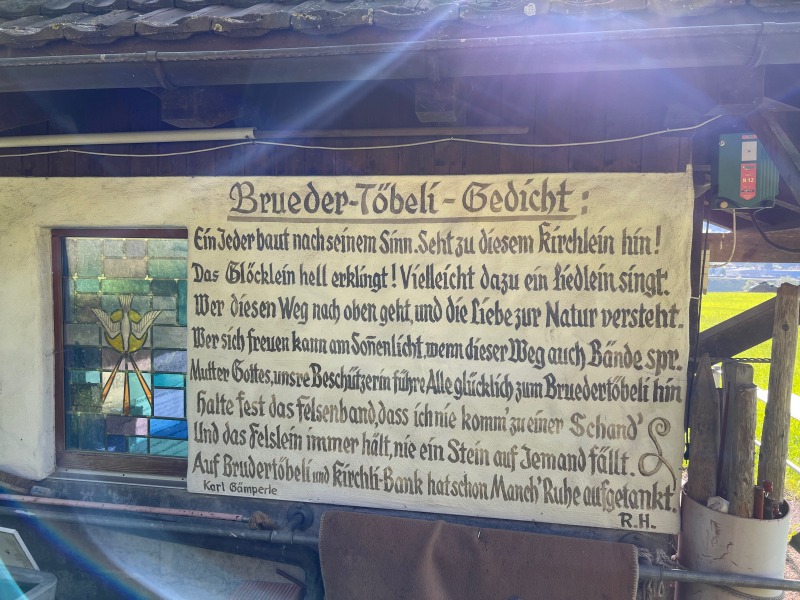 Brueder-Töbeli-Gedicht:
Ein Jeder baut nach seinem Sinn. Seht zu diesem Kirchlein hin!
Das Glöcklein hell erklingt! Vielleicht dazu ein Liedlein singt.
Wer diesen Weg nach oben geht, und die Liebe zur Natur versteht.
Wer sich freuen kann am Soñenlicht, wenn dieser Weg auch Bände spr.
Mutter Gottes, unsre Beschützerin führe Alle glücklich zum Bruedertöbeli hin
Halte fest das Felsenband, dass ich nie komm' zu einer Schand'
Und das Felslein immer hält, nie ein Stein auf Jemand fällt.
Auf Brudertöbeli und Kirchli-Bank hat schon Manch' Ruhe aufgetankt.
Karl Gämperle
R.H.